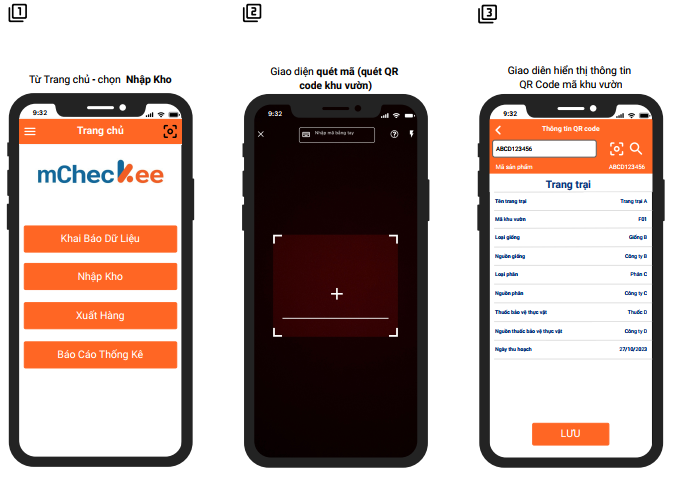 1
Từ Trang chủ - chọn Nhập Kho
9:32
Trang chủ
mCheckee
Khai Báo Dữ Liệu
Nhập Kho
Xuất Hàng
Báo Cáo Thống Kê
2
Giao diện quét mã (quét QR
code khu vườn)
9:32
Nhập mã bằng tay
3
Giao diên hiển thị thông tin
QR Code mã khu vườn
9:32
Thông tin QR code
ABCD123456
Mã sản phẩm ABCD123456
Trang trại
Tên trang trại Trang trại A
Mã khu vườn F01
Loại giống Giống B
Nguồn giống Công ty B
Loại phân Phân C
Nguồn phân Công ty C
Thuốc bảo vệ thực vật Thuốc D
Nguồn thuốc bảo vệ thực vật Công ty D
Ngày thu hoạch 27/10/2023
LƯU